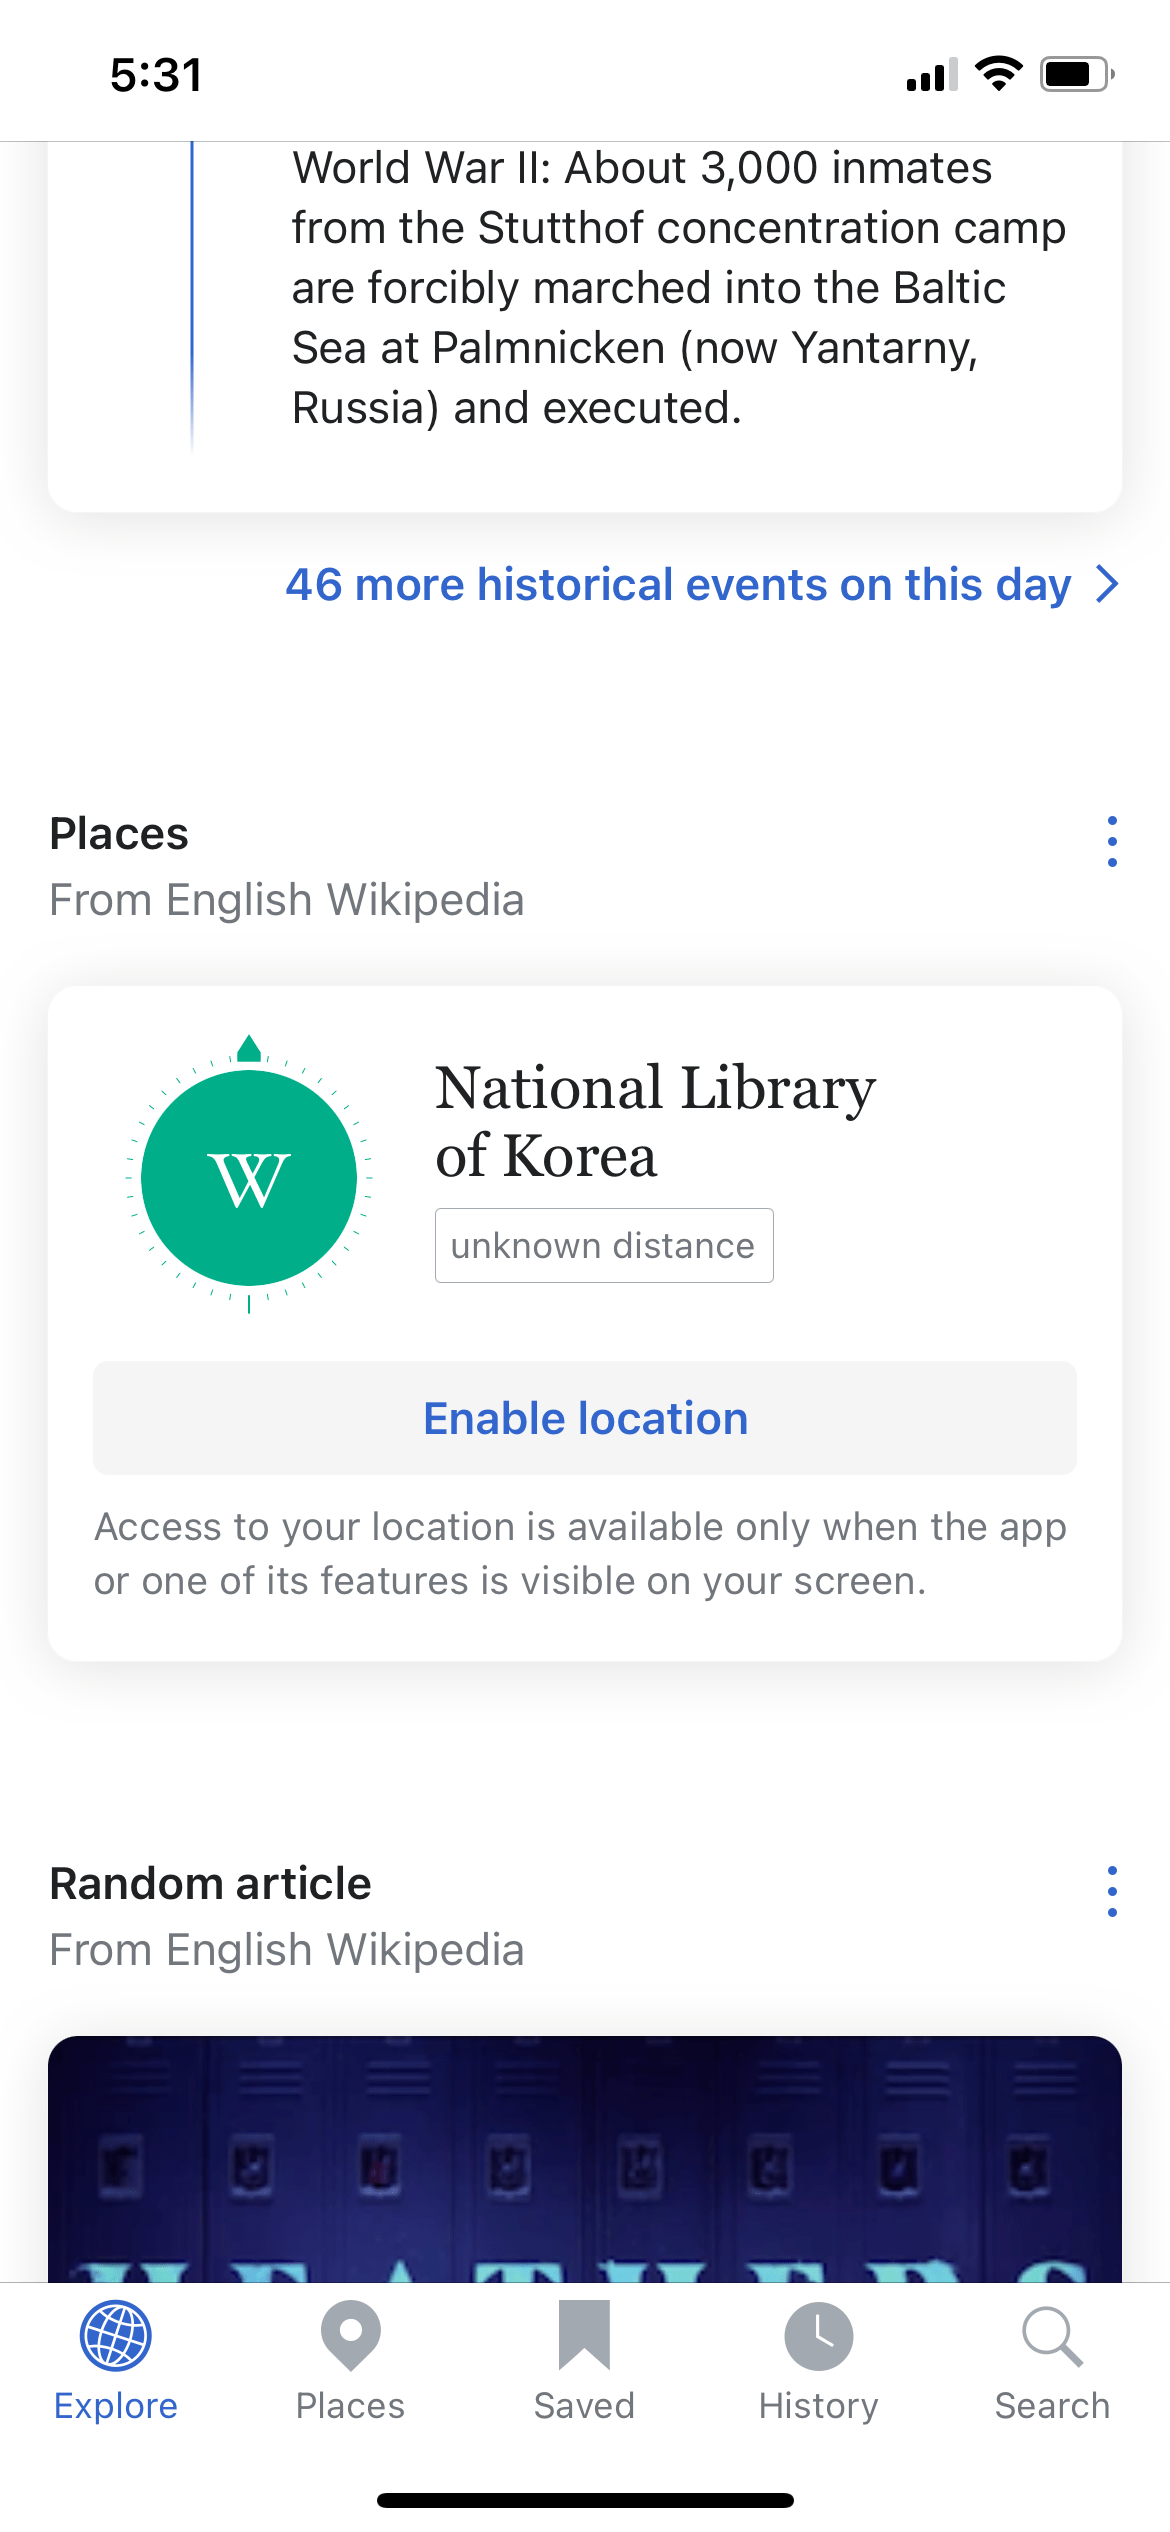 5:31
World War II: About 3,000 inmates
from the Stutthof concentration camp
are forcibly marched into the Baltic
Sea at Palmnicken (now Yantarny,
Russia) and executed.
46 more historical events on this day
Places
From English Wikipedia
W
National Library
of Korea
unknown distance
Enable location
Access to your location is available only when the app
or one of its features is visible on your screen.
Random article
From English Wikipedia
HEATHERS
Explore
Places
Saved
History
Search